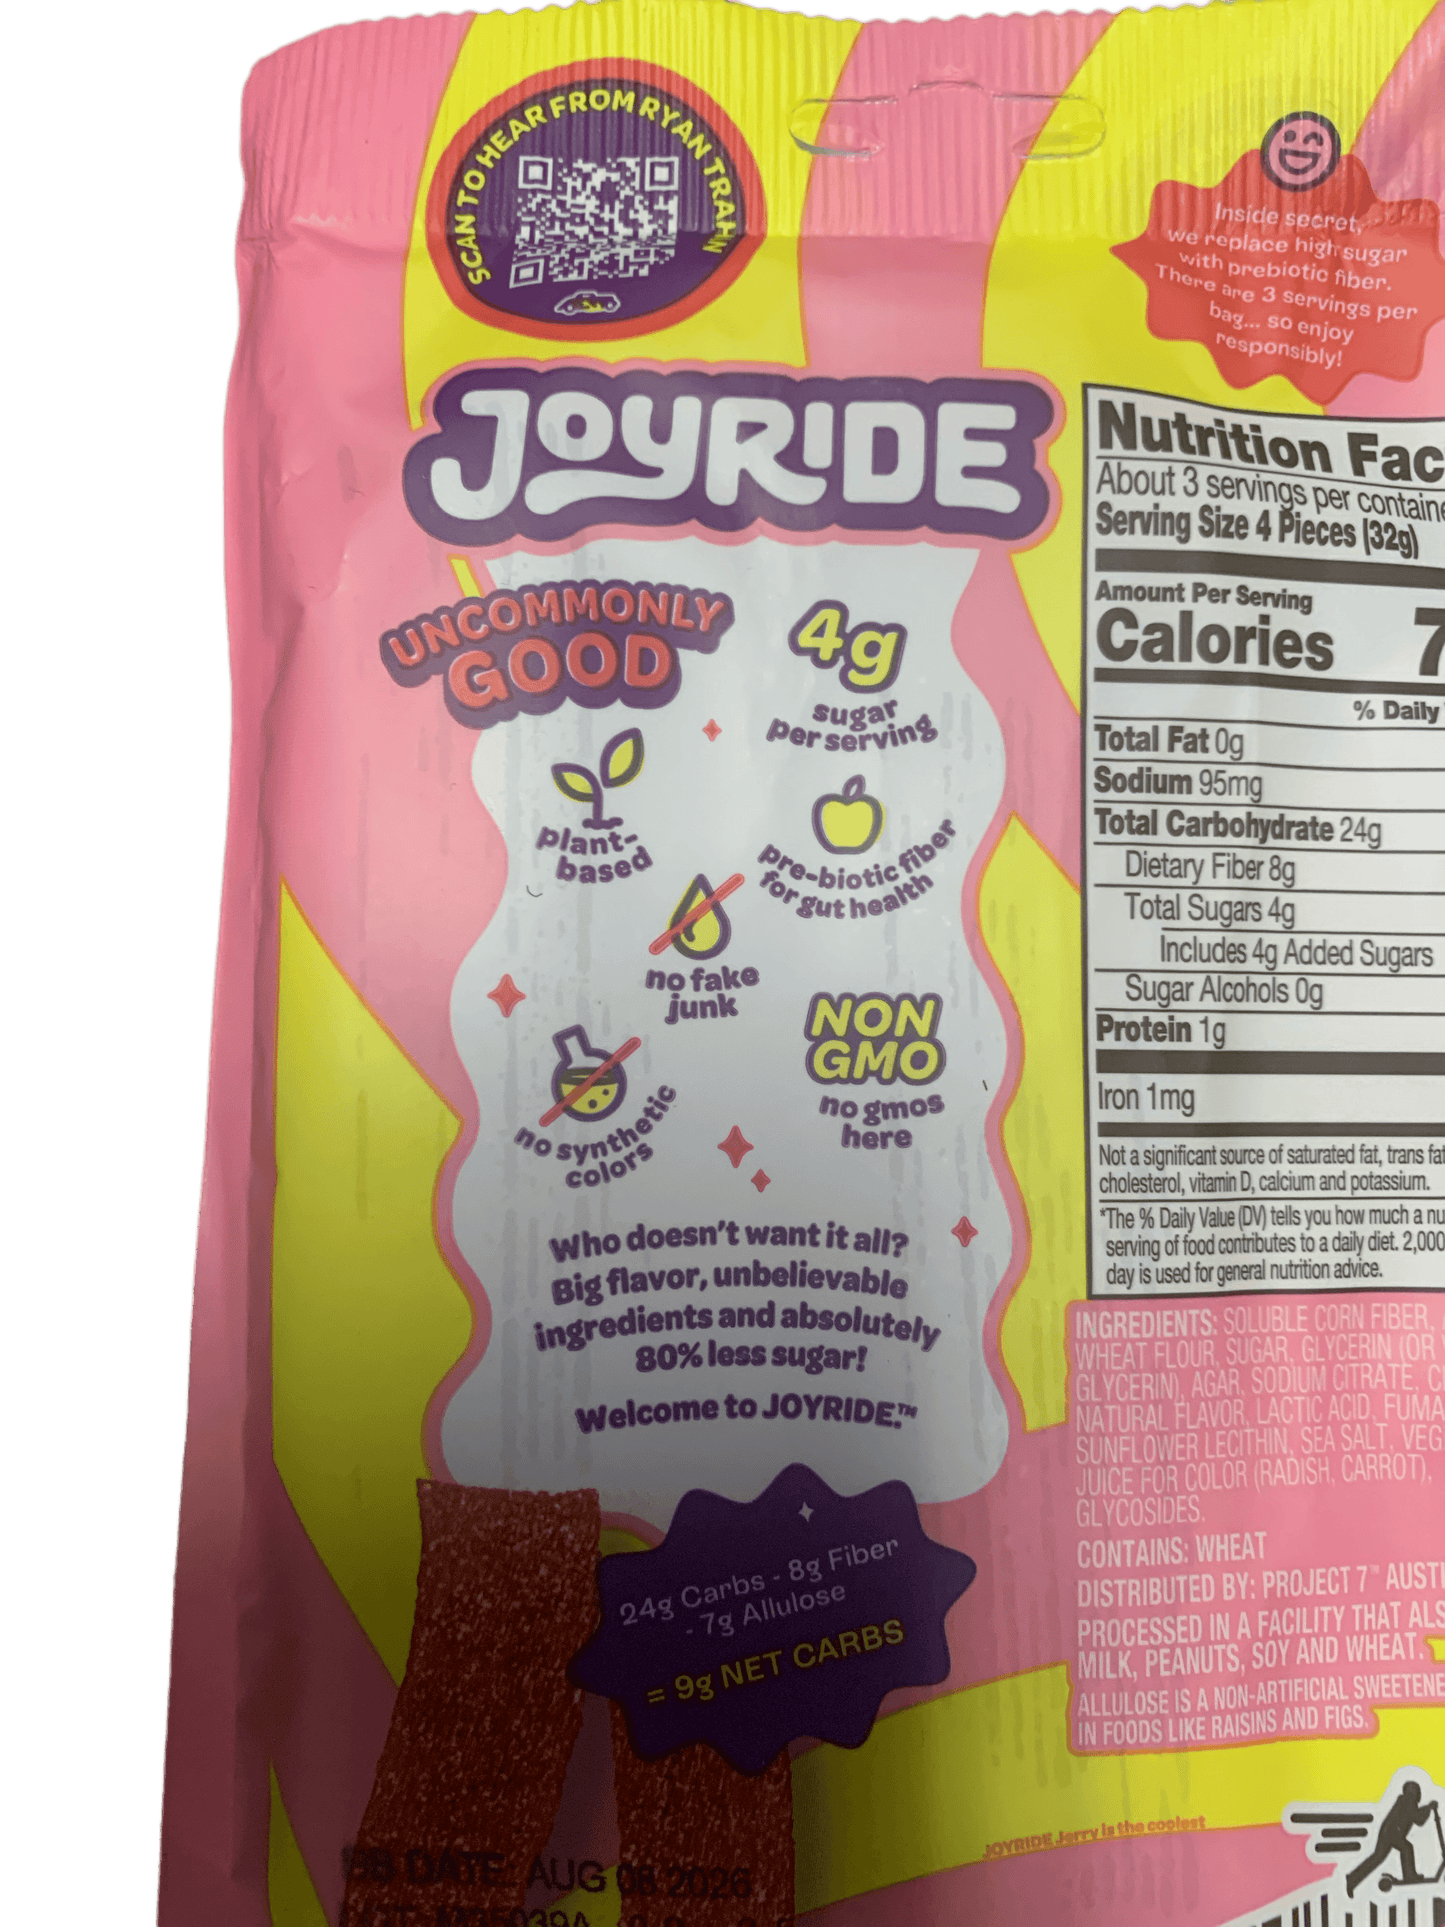 SCAN TO HEAR FROM RYAN TRAHAN
Inside secret,
we replace high sugar
with prebiotic fiber.
There are 3 servings per
bag... so enjoy
responsibly!
JOYRIDE
UNCOMMONLY
GOOD
4g
sugar
per serving
plant-
based
pre-biotic fiber
for gut health
no fake
junk
NON
GMO
no gmos
here
no synthetic
colors
Who doesn't want it all?
Big flavor, unbelievable
ingredients and absolutely
80% less sugar!
Welcome to JOYRIDE.™
24g Carbs - 8g Fiber
- 7g Allulose
= 9g NET CARBS
Nutrition Fac
About 3 servings per containe
Serving Size 4 Pieces (32g)
Amount Per Serving
Calories 7
% Daily
Total Fat 0g
Sodium 95mg
Total Carbohydrate 24g
Dietary Fiber 8g
Total Sugars 4g
Includes 4g Added Sugars
Sugar Alcohols 0g
Protein 1g
Iron 1mg
Not a significant source of saturated fat, trans fat
cholesterol, vitamin D, calcium and potassium.
*The % Daily Value (DV) tells you how much a nu
serving of food contributes to a daily diet. 2,000
day is used for general nutrition advice.
INGREDIENTS: SOLUBLE CORN FIBER,
WHEAT FLOUR, SUGAR, GLYCERIN (OR
GLYCERIN), AGAR, SODIUM CITRATE, C
NATURAL FLAVOR, LACTIC ACID, FUMA
SUNFLOWER LECITHIN, SEA SALT, VEG
JUICE FOR COLOR (RADISH, CARROT),
GLYCOSIDES.
CONTAINS: WHEAT
DISTRIBUTED BY: PROJECT 7™ AUSTI
PROCESSED IN A FACILITY THAT ALS
MILK, PEANUTS, SOY AND WHEAT.
ALLULOSE IS A NON-ARTIFICIAL SWEETENE
IN FOODS LIKE RAISINS AND FIGS.
JOYRIDE Jerry is the coolest
BB DATE: AUG 08 2026